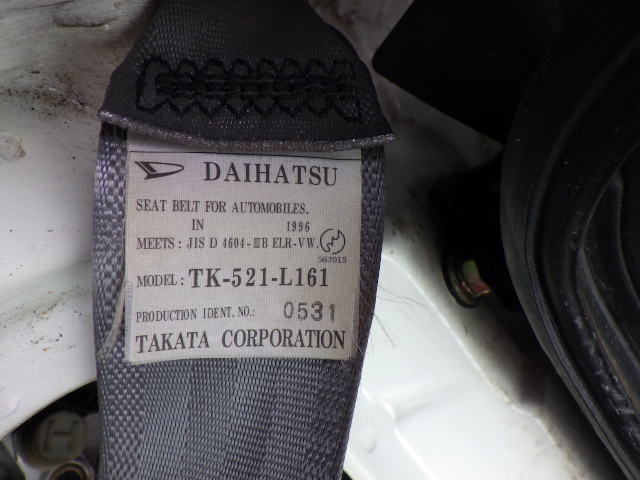 DAIHATSU
SEAT BELT FOR AUTOMOBILES.
IN 1996
MEETS : JIS D 4604-ⅢB ELR-VW.
567015
MODEL : TK-521-L161
PRODUCTION IDENT. NO.: 0531
TAKATA CORPORATION